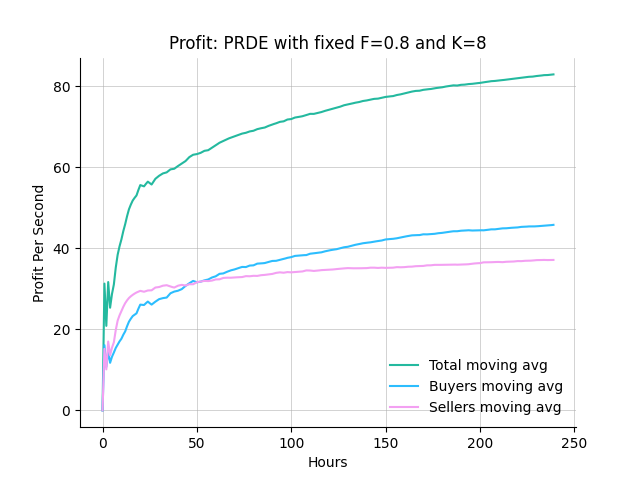 Profit: PRDE with fixed F=0.8 and K=8
80
60
40
20
0
Profit Per Second
Total moving avg
Buyers moving avg
Sellers moving avg
0 50 100 150 200 250
Hours